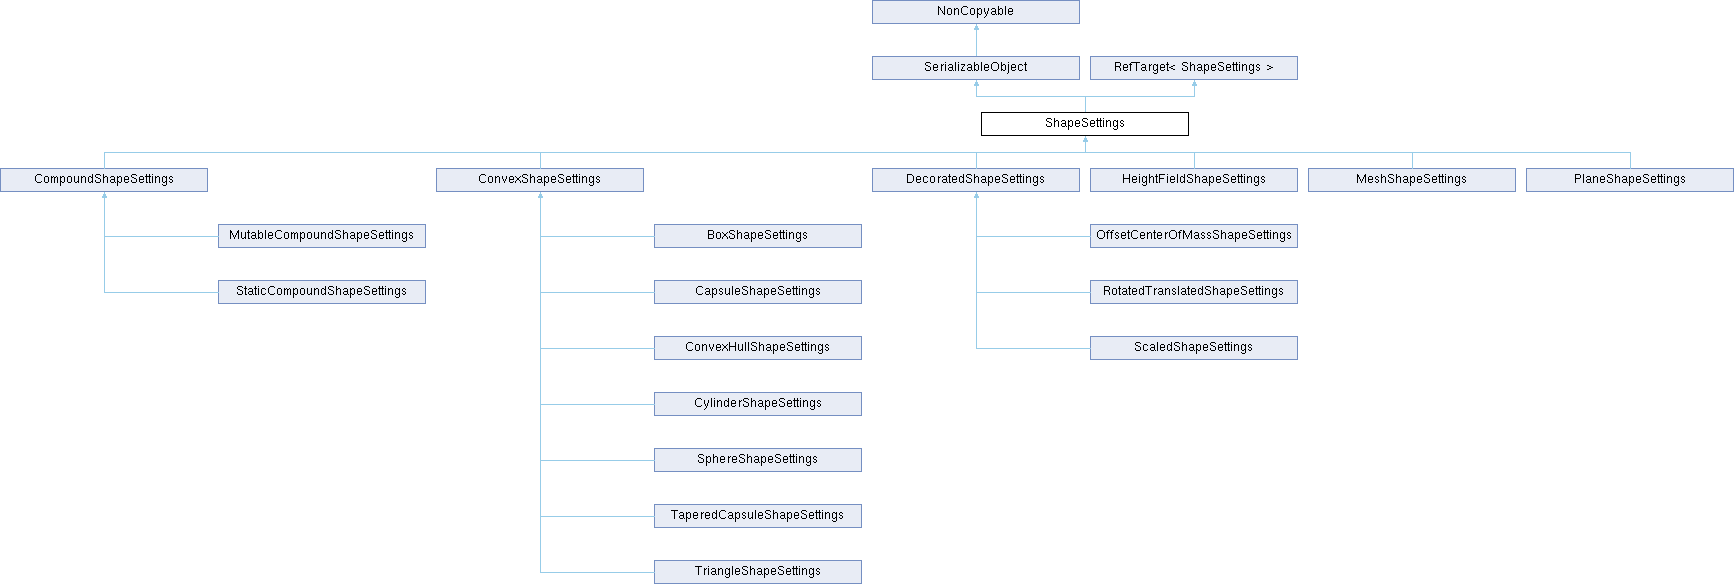 NonCopyable
SerializableObject
RefTarget< ShapeSettings >
ShapeSettings
CompoundShapeSettings
ConvexShapeSettings
DecoratedShapeSettings
HeightFieldShapeSettings
MeshShapeSettings
PlaneShapeSettings
MutableCompoundShapeSettings
BoxShapeSettings
OffsetCenterOfMassShapeSettings
StaticCompoundShapeSettings
CapsuleShapeSettings
RotatedTranslatedShapeSettings
ConvexHullShapeSettings
ScaledShapeSettings
CylinderShapeSettings
SphereShapeSettings
TaperedCapsuleShapeSettings
TriangleShapeSettings